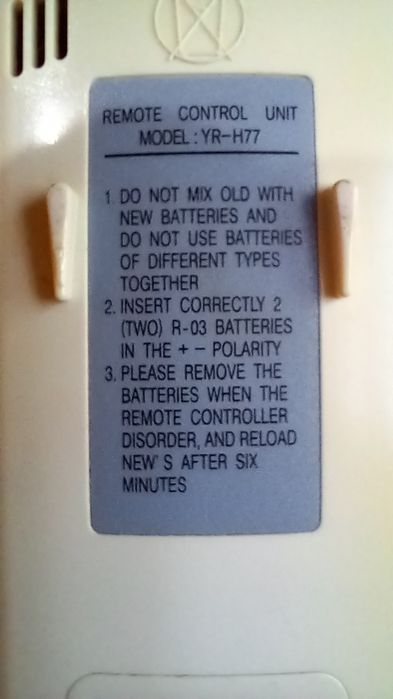 REMOTE CONTROL UNIT
MODEL : YR-H77
1. DO NOT MIX OLD WITH
NEW BATTERIES AND
DO NOT USE BATTERIES
OF DIFFERENT TYPES
TOGETHER
2. INSERT CORRECTLY 2
(TWO) R-03 BATTERIES
IN THE + - POLARITY
3. PLEASE REMOVE THE
BATTERIES WHEN THE
REMOTE CONTROLLER
DISORDER, AND RELOAD
NEW'S AFTER SIX
MINUTES